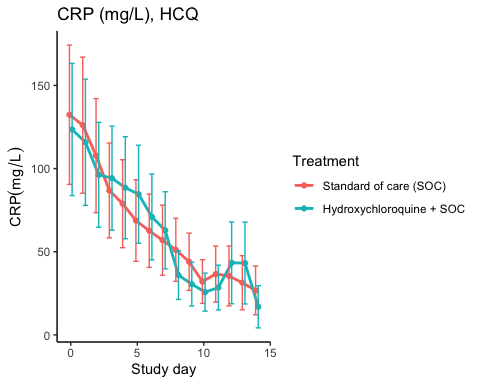 CRP (mg/L), HCQ
CRP(mg/L)
150
100
50
0
0 5 10 15
Study day
Treatment
Standard of care (SOC)
Hydroxychloroquine + SOC